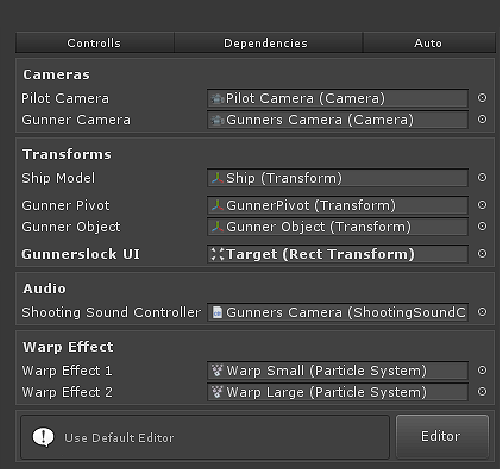 Controlls Dependencies Auto
Cameras
Pilot Camera Pilot Camera (Camera)
Gunner Camera Gunners Camera (Camera)
Transforms
Ship Model Ship (Transform)
Gunner Pivot GunnerPivot (Transform)
Gunner Object Gunner Object (Transform)
Gunnerslock UI Target (Rect Transform)
Audio
Shooting Sound Controller Gunners Camera (ShootingSoundC
Warp Effect
Warp Effect 1 Warp Small (Particle System)
Warp Effect 2 Warp Large (Particle System)
Use Default Editor Editor